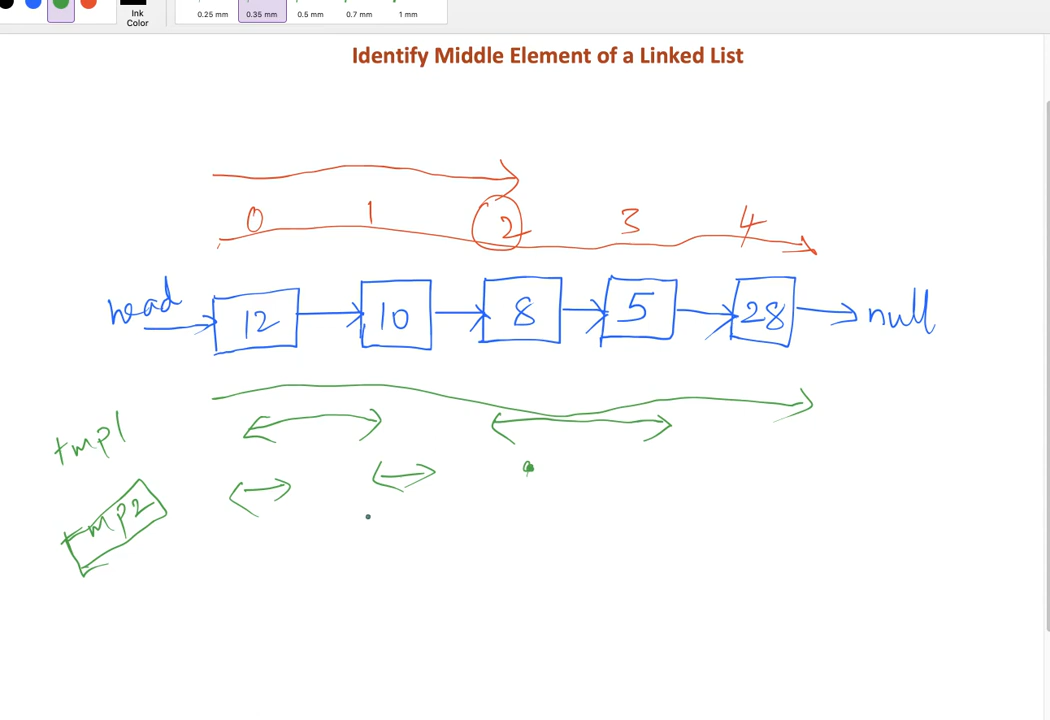 Ink
Color
0.25 mm 0.35 mm 0.5 mm 0.7 mm 1 mm
Identify Middle Element of a Linked List
0 1 2 3 4
head 12 10 8 5 28 null
tmp1
tmp2